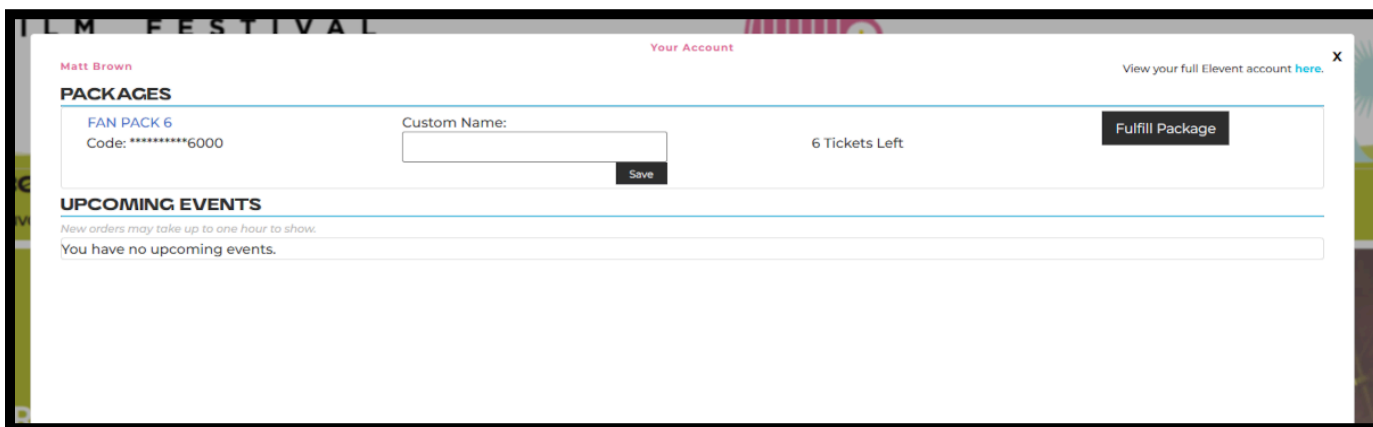 FILM FESTIVAL
Your Account
X
Matt Brown
View your full Elevent account here.
PACKAGES
FAN PACK 6
Custom Name:
Fulfill Package
Code: **********6000
6 Tickets Left
Save
UPCOMING EVENTS
New orders may take up to one hour to show.
You have no upcoming events.